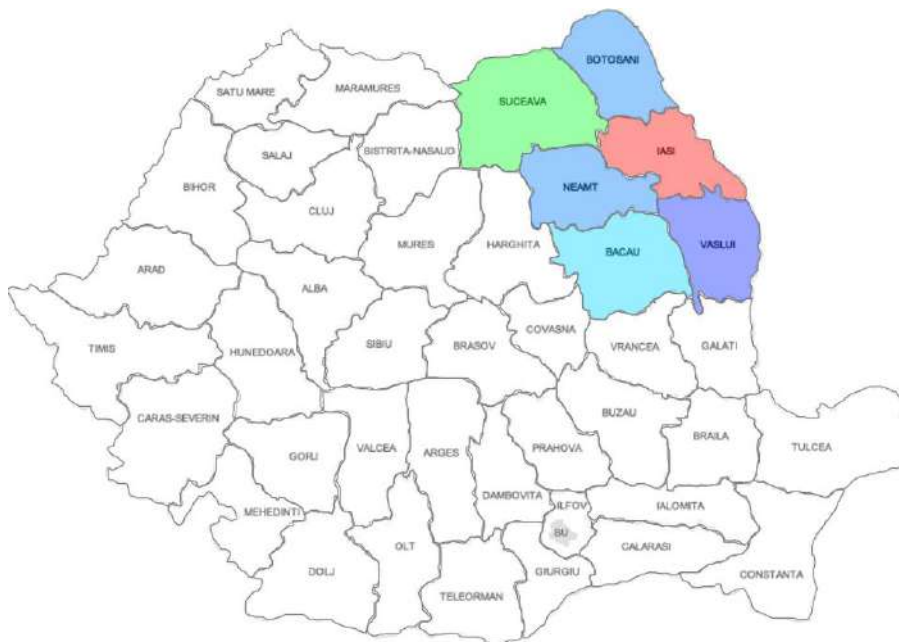 BOTOSANI
SATU MARE
MARAMURES
SUCEAVA
SALAJ
BISTRITA-NASAUD
IASI
BIHOR
CLUJ
NEAMT
MURES
HARGHITA
BACAU
VASLUI
ARAD
ALBA
TIMIS
HUNEDOARA
SIBIU
BRASOV
COVASNA
VRANCEA
GALATI
CARAS-SEVERIN
GORJ
VALCEA
ARGES
PRAHOVA
BUZAU
BRAILA
TULCEA
DAMBOVITA
MEHEDINTI
ILFOV
IALOMITA
BU
OLT
DOLJ
CALARASI
GIURGIU
CONSTANTA
TELEORMAN